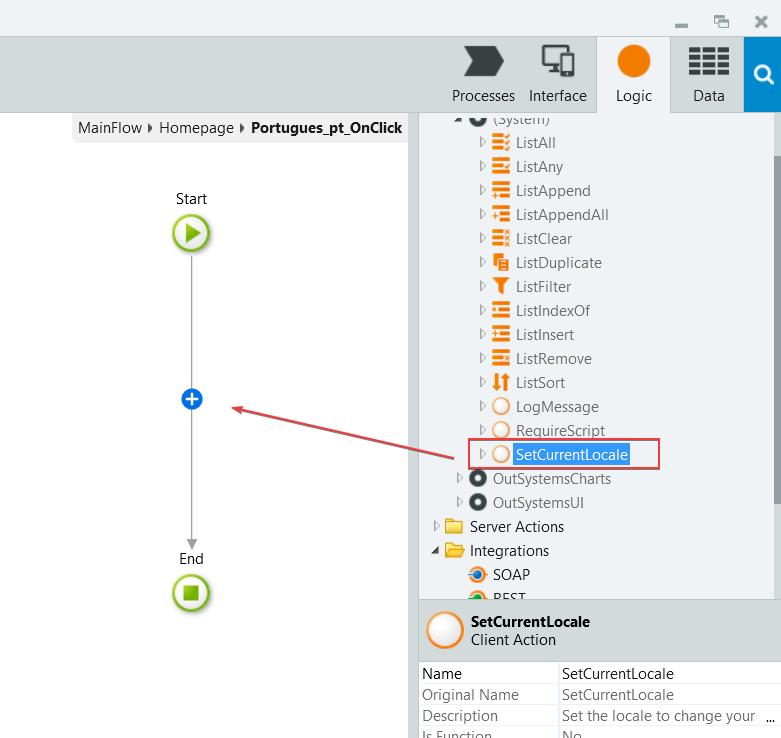 Processes
Interface
Logic
Data
MainFlow Homepage Portugues_pt_OnClick
Start
End
(System)
ListAll
ListAny
ListAppend
ListAppendAll
ListClear
ListDuplicate
ListFilter
ListIndexOf
ListInsert
ListRemove
ListSort
LogMessage
RequireScript
SetCurrentLocale
OutSystemsCharts
OutSystemsUI
Server Actions
Integrations
SOAP
REST
SetCurrentLocale
Client Action
Name SetCurrentLocale
Original Name SetCurrentLocale
Description Set the locale to change your ...
Is Function No